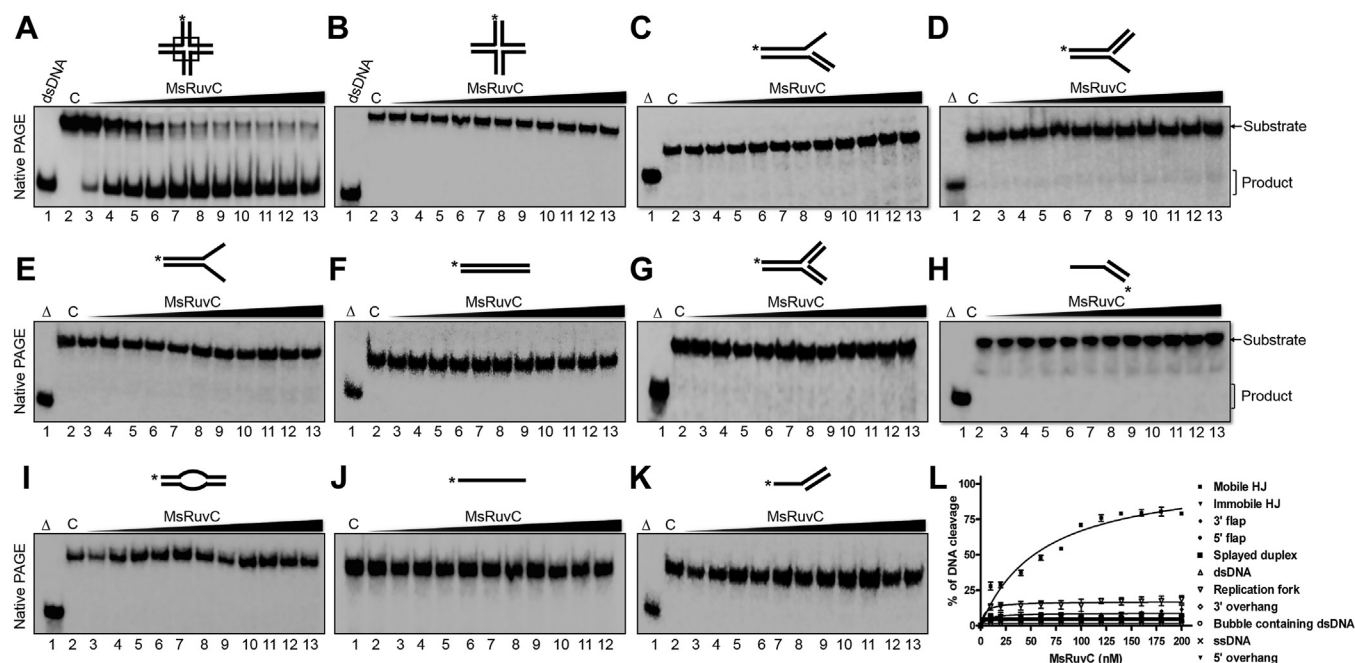 A
*
dsDNA
C
MsRuvC
Native PAGE
1 2 3 4 5 6 7 8 9 10 11 12 13
B
*
dsDNA
C
MsRuvC
1 2 3 4 5 6 7 8 9 10 11 12 13
C
*
Δ
C
MsRuvC
1 2 3 4 5 6 7 8 9 10 11 12 13
D
*
Δ
C
MsRuvC
Substrate
Product
1 2 3 4 5 6 7 8 9 10 11 12 13
E
*
Δ
C
MsRuvC
Native PAGE
1 2 3 4 5 6 7 8 9 10 11 12 13
F
*
Δ
C
MsRuvC
1 2 3 4 5 6 7 8 9 10 11 12 13
G
*
Δ
C
MsRuvC
1 2 3 4 5 6 7 8 9 10 11 12 13
H
*
Δ
C
MsRuvC
Substrate
Product
1 2 3 4 5 6 7 8 9 10 11 12 13
I
*
Δ
C
MsRuvC
Native PAGE
1 2 3 4 5 6 7 8 9 10 11 12 13
J
*
C
MsRuvC
1 2 3 4 5 6 7 8 9 10 11 12
K
*
Δ
C
MsRuvC
1 2 3 4 5 6 7 8 9 10 11 12 13
L
% of DNA cleavage
100
75
50
25
0
0 25 50 75 100 125 150 175 200
MsRuvC (nM)
Mobile HJ
Immobile HJ
3' flap
5' flap
Splayed duplex
dsDNA
Replication fork
3' overhang
Bubble containing dsDNA
ssDNA
5' overhang